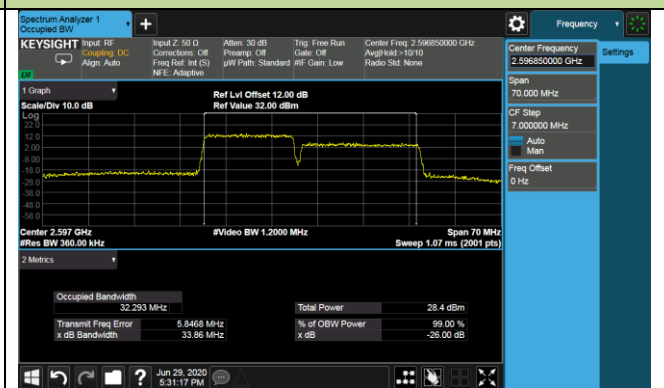 Spectrum Analyzer 1
Occupied BW
+
Frequency
KEYSIGHT
Input: RF
Coupling: DC
Align: Auto
Input Z: 50 Ω
Corrections: Off
Freq Ref: Int (S)
NFE: Adaptive
Atten: 30 dB
Preamp: Off
µW Path: Standard
Trig: Free Run
Gate: Off
#IF Gain: Low
Center Freq: 2.596850000 GHz
Avg|Hold:>10/10
Radio Std: None
Center Frequency
2.596850000 GHz
Settings
Span
70.000 MHz
CF Step
7.000000 MHz
Auto
Man
Freq Offset
0 Hz
1 Graph
Scale/Div 10.0 dB
Ref Lvl Offset 12.00 dB
Ref Value 32.00 dBm
Log
22.0
12.0
2.00
-8.00
-18.0
-28.0
-38.0
-48.0
-58.0
Center 2.597 GHz
#Res BW 360.00 kHz
#Video BW 1.2000 MHz
Span 70 MHz
Sweep 1.07 ms (2001 pts)
2 Metrics
Occupied Bandwidth
32.293 MHz
Total Power 28.4 dBm
Transmit Freq Error 5.8468 MHz
% of OBW Power 99.00 %
x dB Bandwidth 33.86 MHz
x dB -26.00 dB
?
Jun 29, 2020
5:31:17 PM